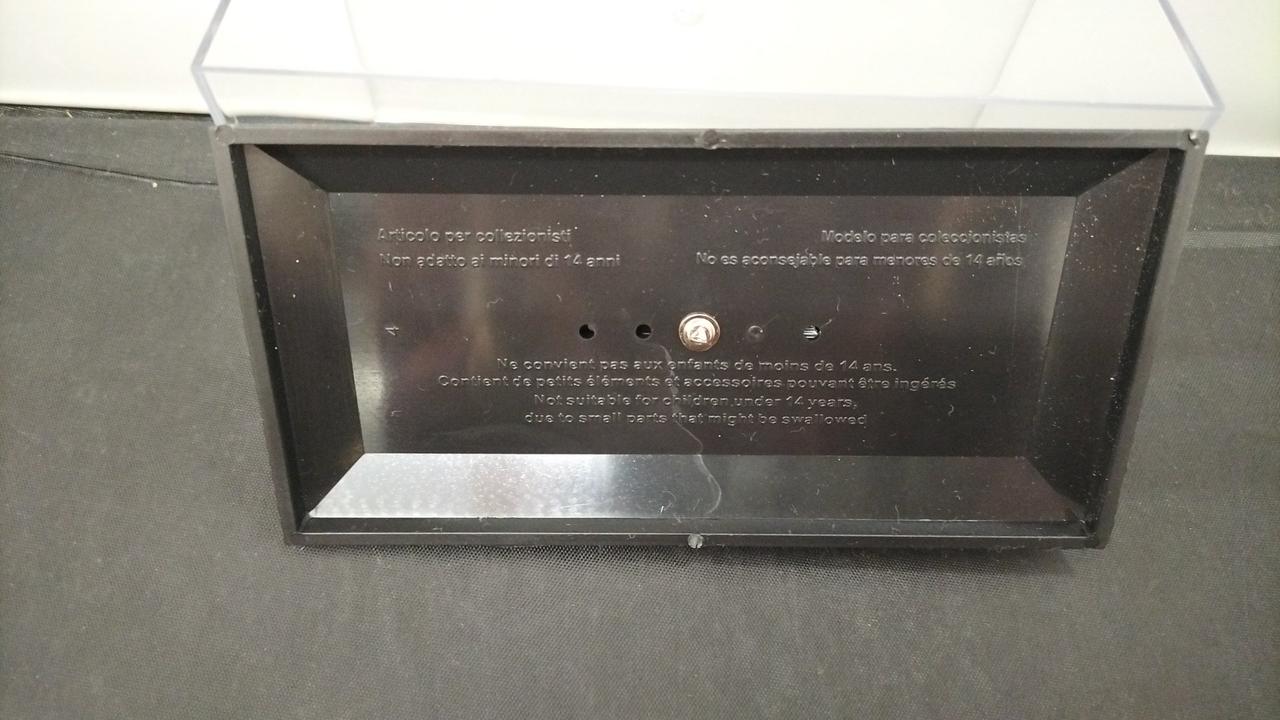 Articolo per collezionisti
Non adatto ai minori di 14 anni
Modelo para coleccionistas
No es aconsejable para menores de 14 años
Ne convient pas aux enfants de moins de 14 ans.
Contient de petits éléments et accessoires pouvant être ingérés
Not suitable for children under 14 years,
due to small parts that might be swallowed